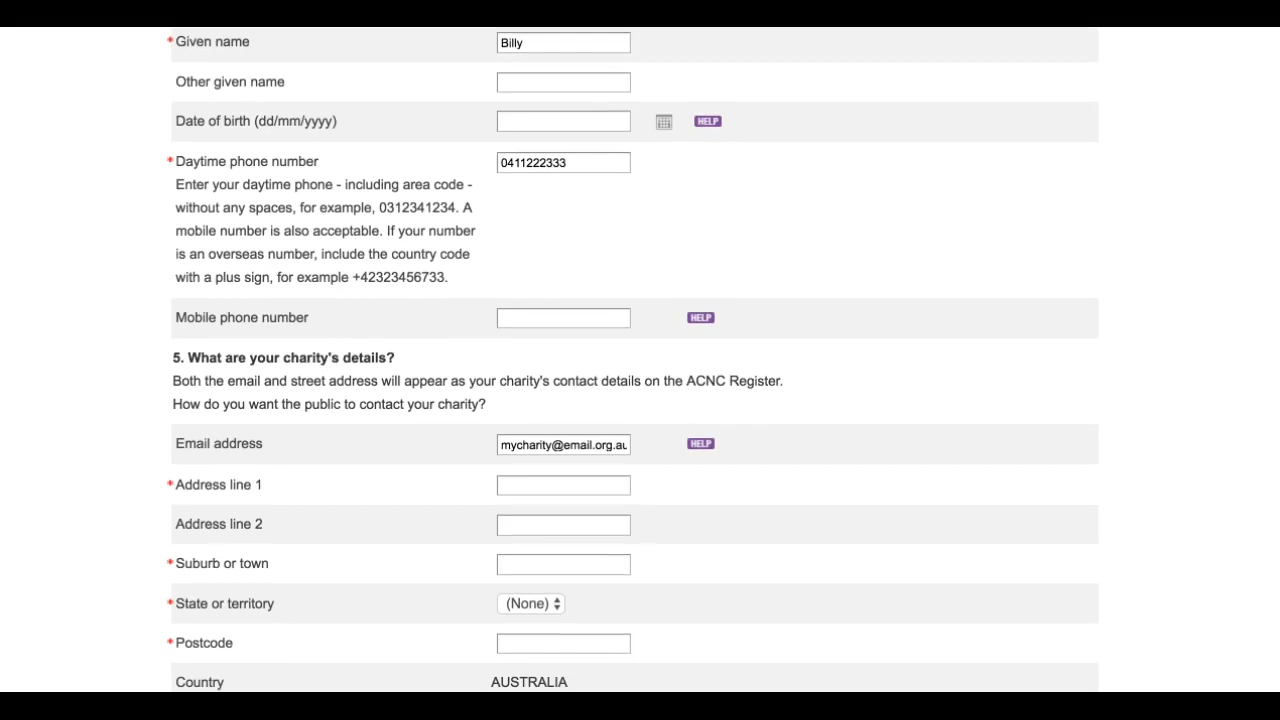 * Given name Billy
Other given name
Date of birth (dd/mm/yyyy) HELP
* Daytime phone number 0411222333
Enter your daytime phone - including area code -
without any spaces, for example, 0312341234. A
mobile number is also acceptable. If your number
is an overseas number, include the country code
with a plus sign, for example +42323456733.
Mobile phone number HELP
5. What are your charity's details?
Both the email and street address will appear as your charity's contact details on the ACNC Register.
How do you want the public to contact your charity?
Email address mycharity@email.org.au HELP
* Address line 1
Address line 2
* Suburb or town
* State or territory (None)
* Postcode
Country AUSTRALIA